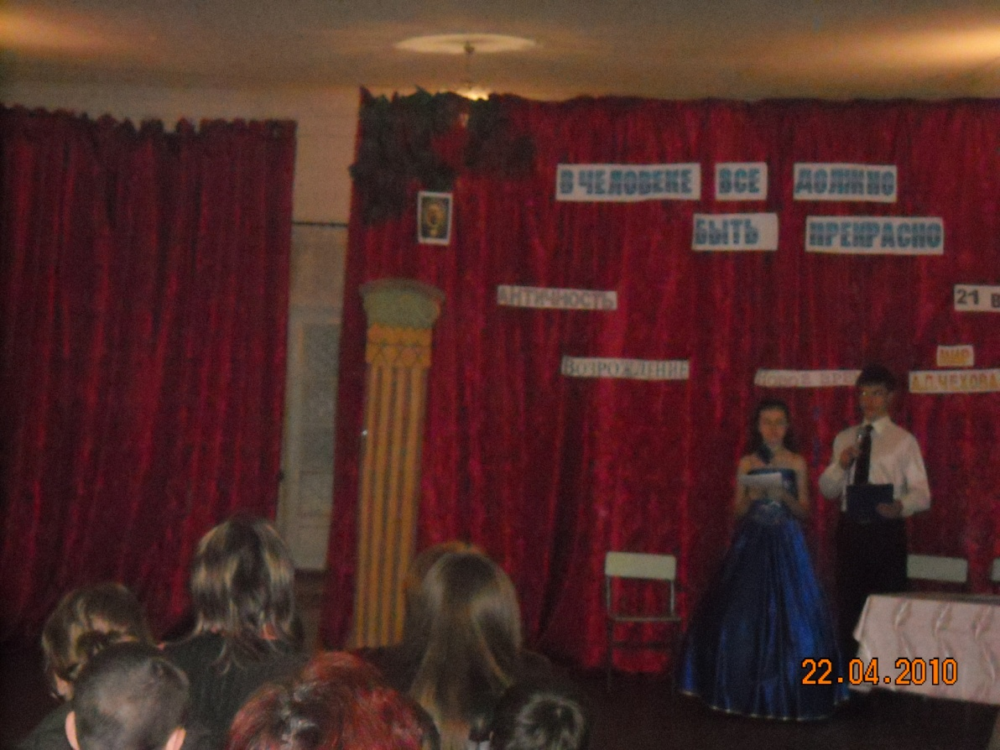 В ЧЕЛОВЕКЕ ВСЕ ДОЛЖНО
БЫТЬ ПРЕКРАСНО
АНТИЧНОСТЬ
21 В
ВОЗРОЖДЕНИЕ
МИР
А.П.ЧЕХОВА
22.04.2010